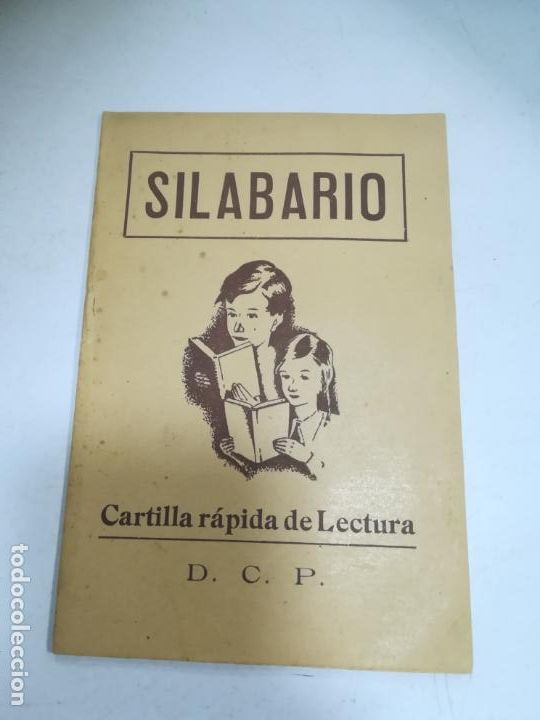 SILABARIO
Cartilla rápida de Lectura
D. C. P.
todocoleccion